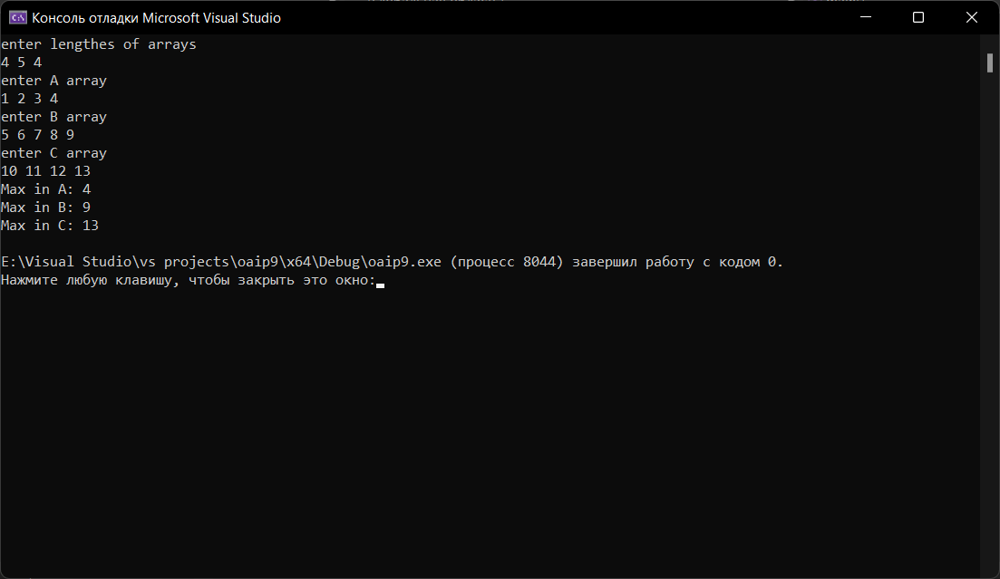 Консоль отладки Microsoft Visual Studio
enter lengthes of arrays
4 5 4
enter A array
1 2 3 4
enter B array
5 6 7 8 9
enter C array
10 11 12 13
Max in A: 4
Max in B: 9
Max in C: 13
E:\Visual Studio\vs projects\oaip9\x64\Debug\oaip9.exe (процесс 8044) завершил работу с кодом 0.
Нажмите любую клавишу, чтобы закрыть это окно: